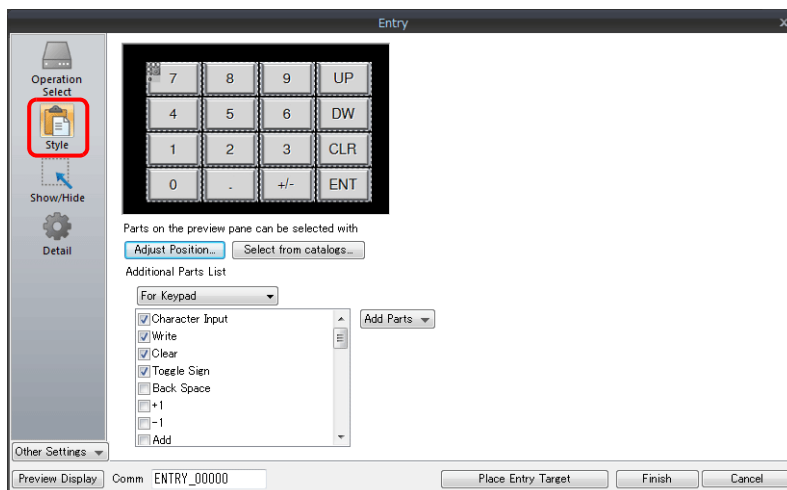 Entry
x
Operation
Select
Style
Show/Hide
Detail
7 8 9 UP
4 5 6 DW
1 2 3 CLR
0 . +/- ENT
Parts on the preview pane can be selected with
Adjust Position... Select from catalogs...
Additional Parts List
For Keypad
Character Input
Add Parts
Write
Clear
Toggle Sign
Back Space
+1
-1
Add
Other Settings
Preview Display Comm ENTRY_00000 Place Entry Target Finish Cancel